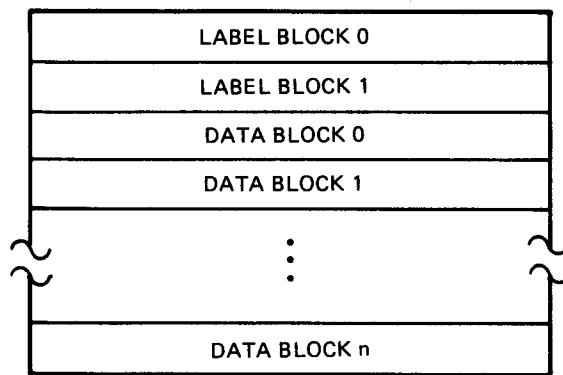 LABEL BLOCK 0
LABEL BLOCK 1
DATA BLOCK 0
DATA BLOCK 1
DATA BLOCK n